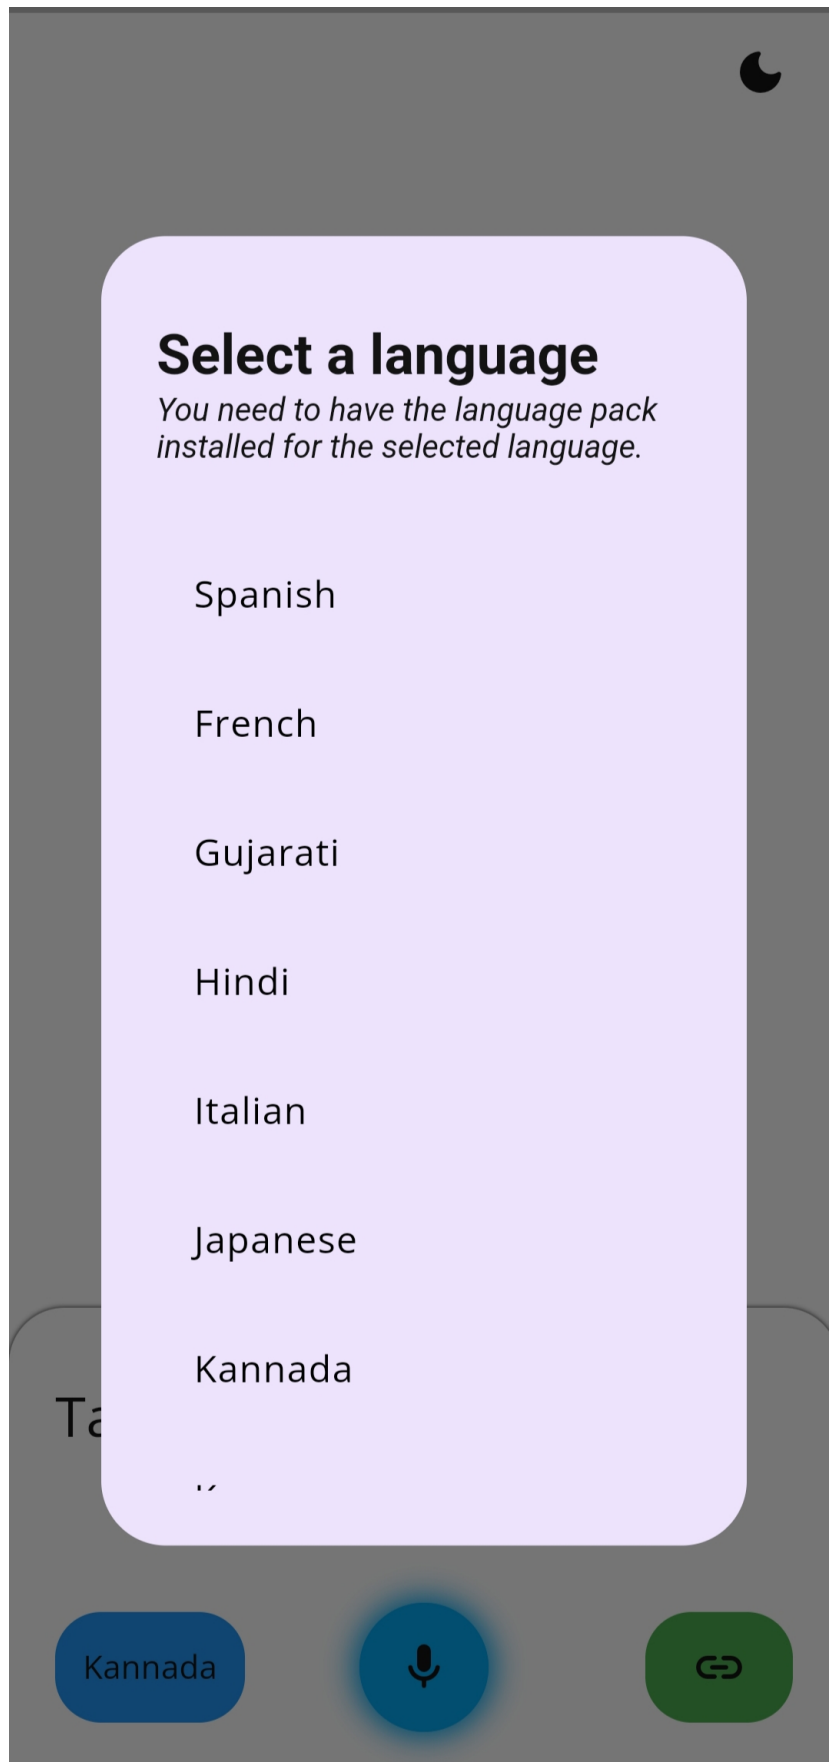 Select a language
You need to have the language pack
installed for the selected language.
Spanish
French
Gujarati
Hindi
Italian
Japanese
Kannada
Kannada